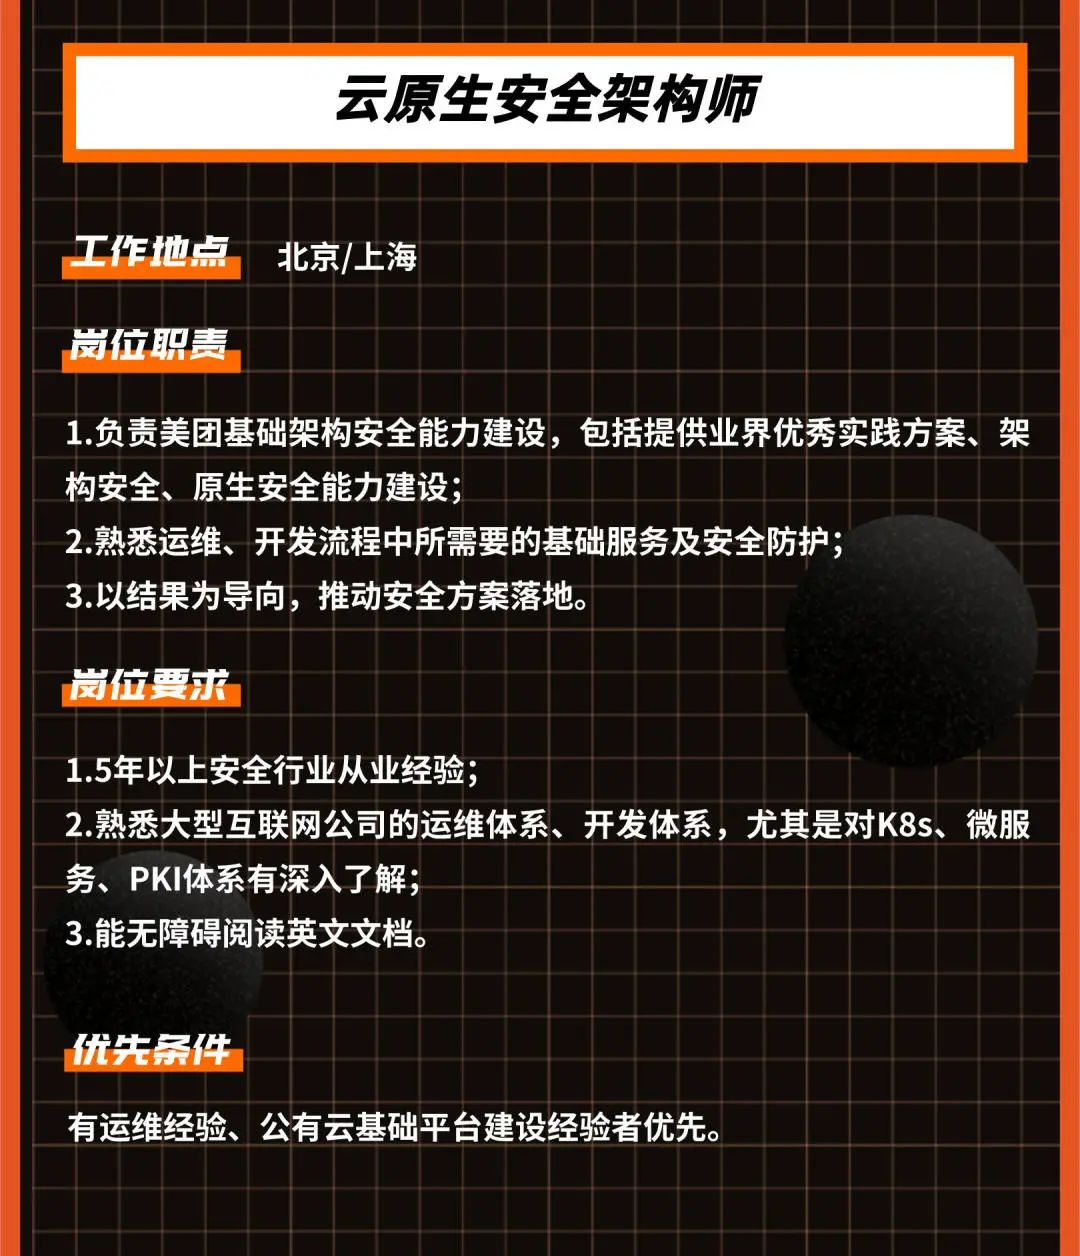 云原生安全架构师
工作地点 北京/上海
岗位职责
1.负责美团基础架构安全能力建设，包括提供业界优秀实践方案、架
构安全、原生安全能力建设；
2.熟悉运维、开发流程中所需要的基础服务及安全防护；
3.以结果为导向，推动安全方案落地。
岗位要求
1.5年以上安全行业从业经验；
2.熟悉大型互联网公司的运维体系、开发体系，尤其是对K8s、微服
务、PKI体系有深入了解；
3.能无障碍阅读英文文档。
优先条件
有运维经验、公有云基础平台建设经验者优先。